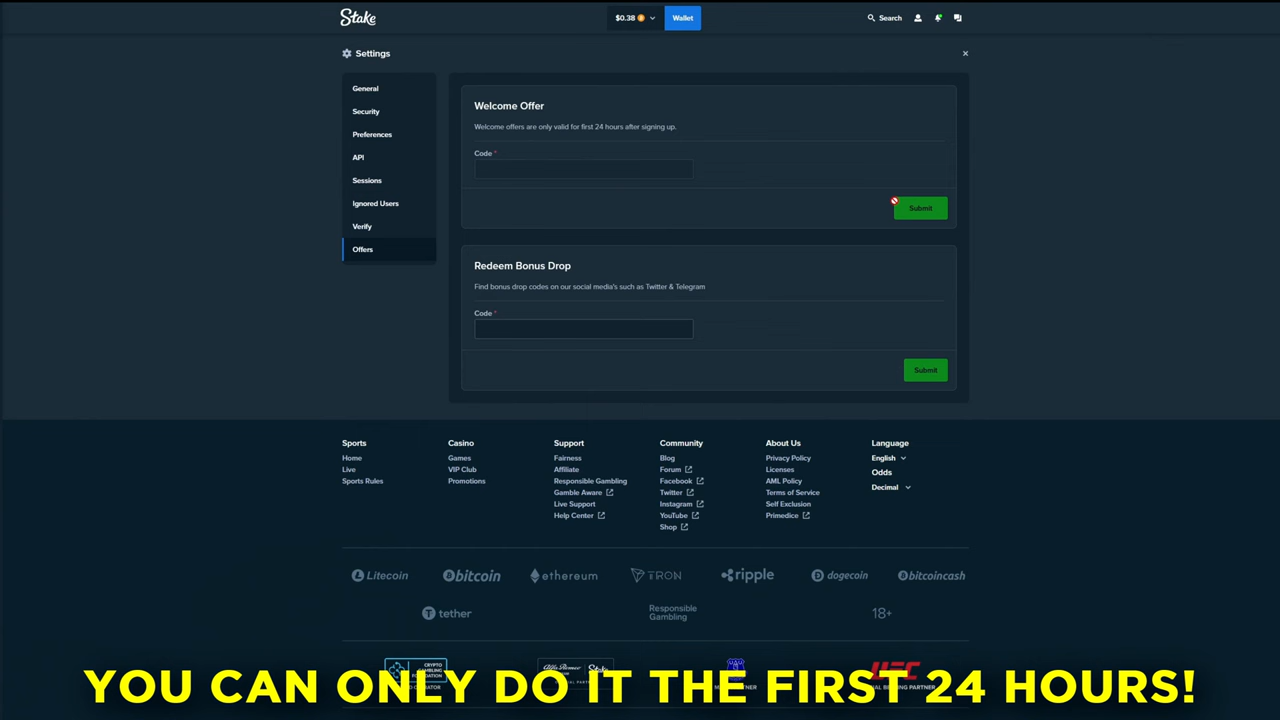 Stake
$0.38
Wallet
Search
Settings
General
Security
Preferences
API
Sessions
Ignored Users
Verify
Offers
Welcome Offer
Welcome offers are only valid for first 24 hours after signing up.
Code *
Submit
Redeem Bonus Drop
Find bonus drop codes on our social media's such as Twitter & Telegram
Code *
Submit
Sports
Home
Live
Sports Rules
Casino
Games
VIP Club
Promotions
Support
Fairness
Affiliate
Responsible Gambling
Gamble Aware
Live Support
Help Center
Community
Blog
Forum
Facebook
Twitter
Instagram
YouTube
Shop
About Us
Privacy Policy
Licenses
AML Policy
Terms of Service
Self Exclusion
Primedice
Language
English
Odds
Decimal
Litecoin
bitcoin
ethereum
TRON
ripple
dogecoin
bitcoincash
tether
Responsible
Gambling
18+
CRYPTO
GAMBLING
FOUNDATION
Stake
UFC
YOU CAN ONLY DO IT THE FIRST 24 HOURS!